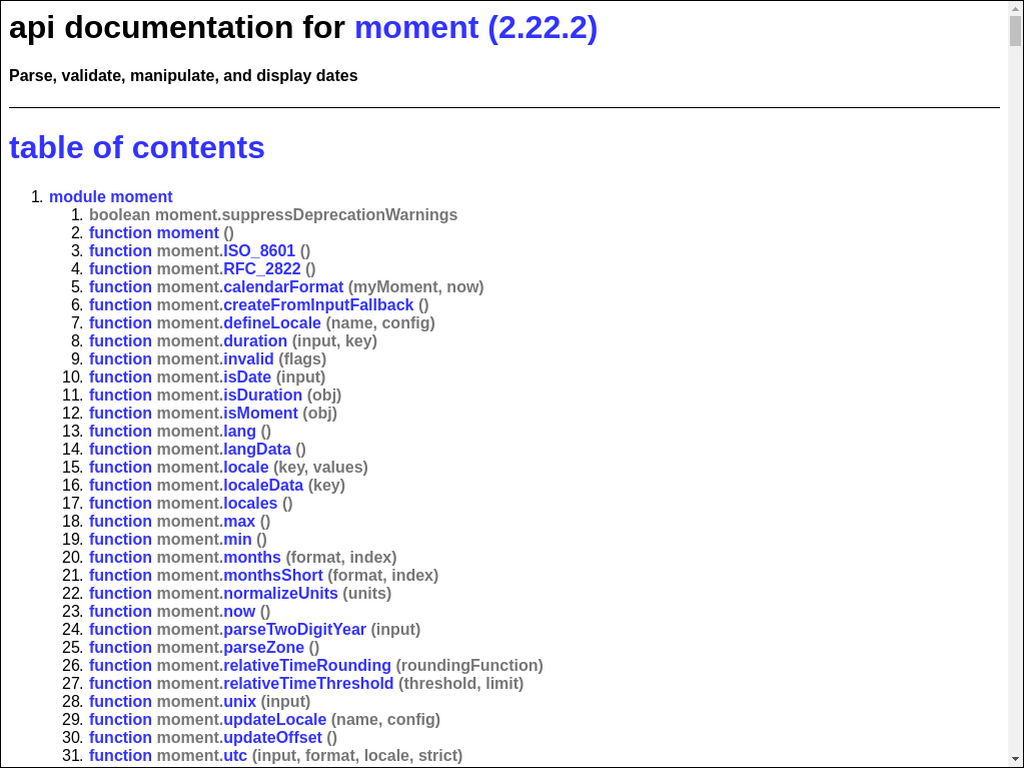 api documentation for moment (2.22.2)
Parse, validate, manipulate, and display dates
table of contents
1. module moment
1. boolean moment.suppressDeprecationWarnings
2. function moment ()
3. function moment.ISO_8601 ()
4. function moment.RFC_2822 ()
5. function moment.calendarFormat (myMoment, now)
6. function moment.createFromInputFallback ()
7. function moment.defineLocale (name, config)
8. function moment.duration (input, key)
9. function moment.invalid (flags)
10. function moment.isDate (input)
11. function moment.isDuration (obj)
12. function moment.isMoment (obj)
13. function moment.lang ()
14. function moment.langData ()
15. function moment.locale (key, values)
16. function moment.localeData (key)
17. function moment.locales ()
18. function moment.max ()
19. function moment.min ()
20. function moment.months (format, index)
21. function moment.monthsShort (format, index)
22. function moment.normalizeUnits (units)
23. function moment.now ()
24. function moment.parseTwoDigitYear (input)
25. function moment.parseZone ()
26. function moment.relativeTimeRounding (roundingFunction)
27. function moment.relativeTimeThreshold (threshold, limit)
28. function moment.unix (input)
29. function moment.updateLocale (name, config)
30. function moment.updateOffset ()
31. function moment.utc (input, format, locale, strict)